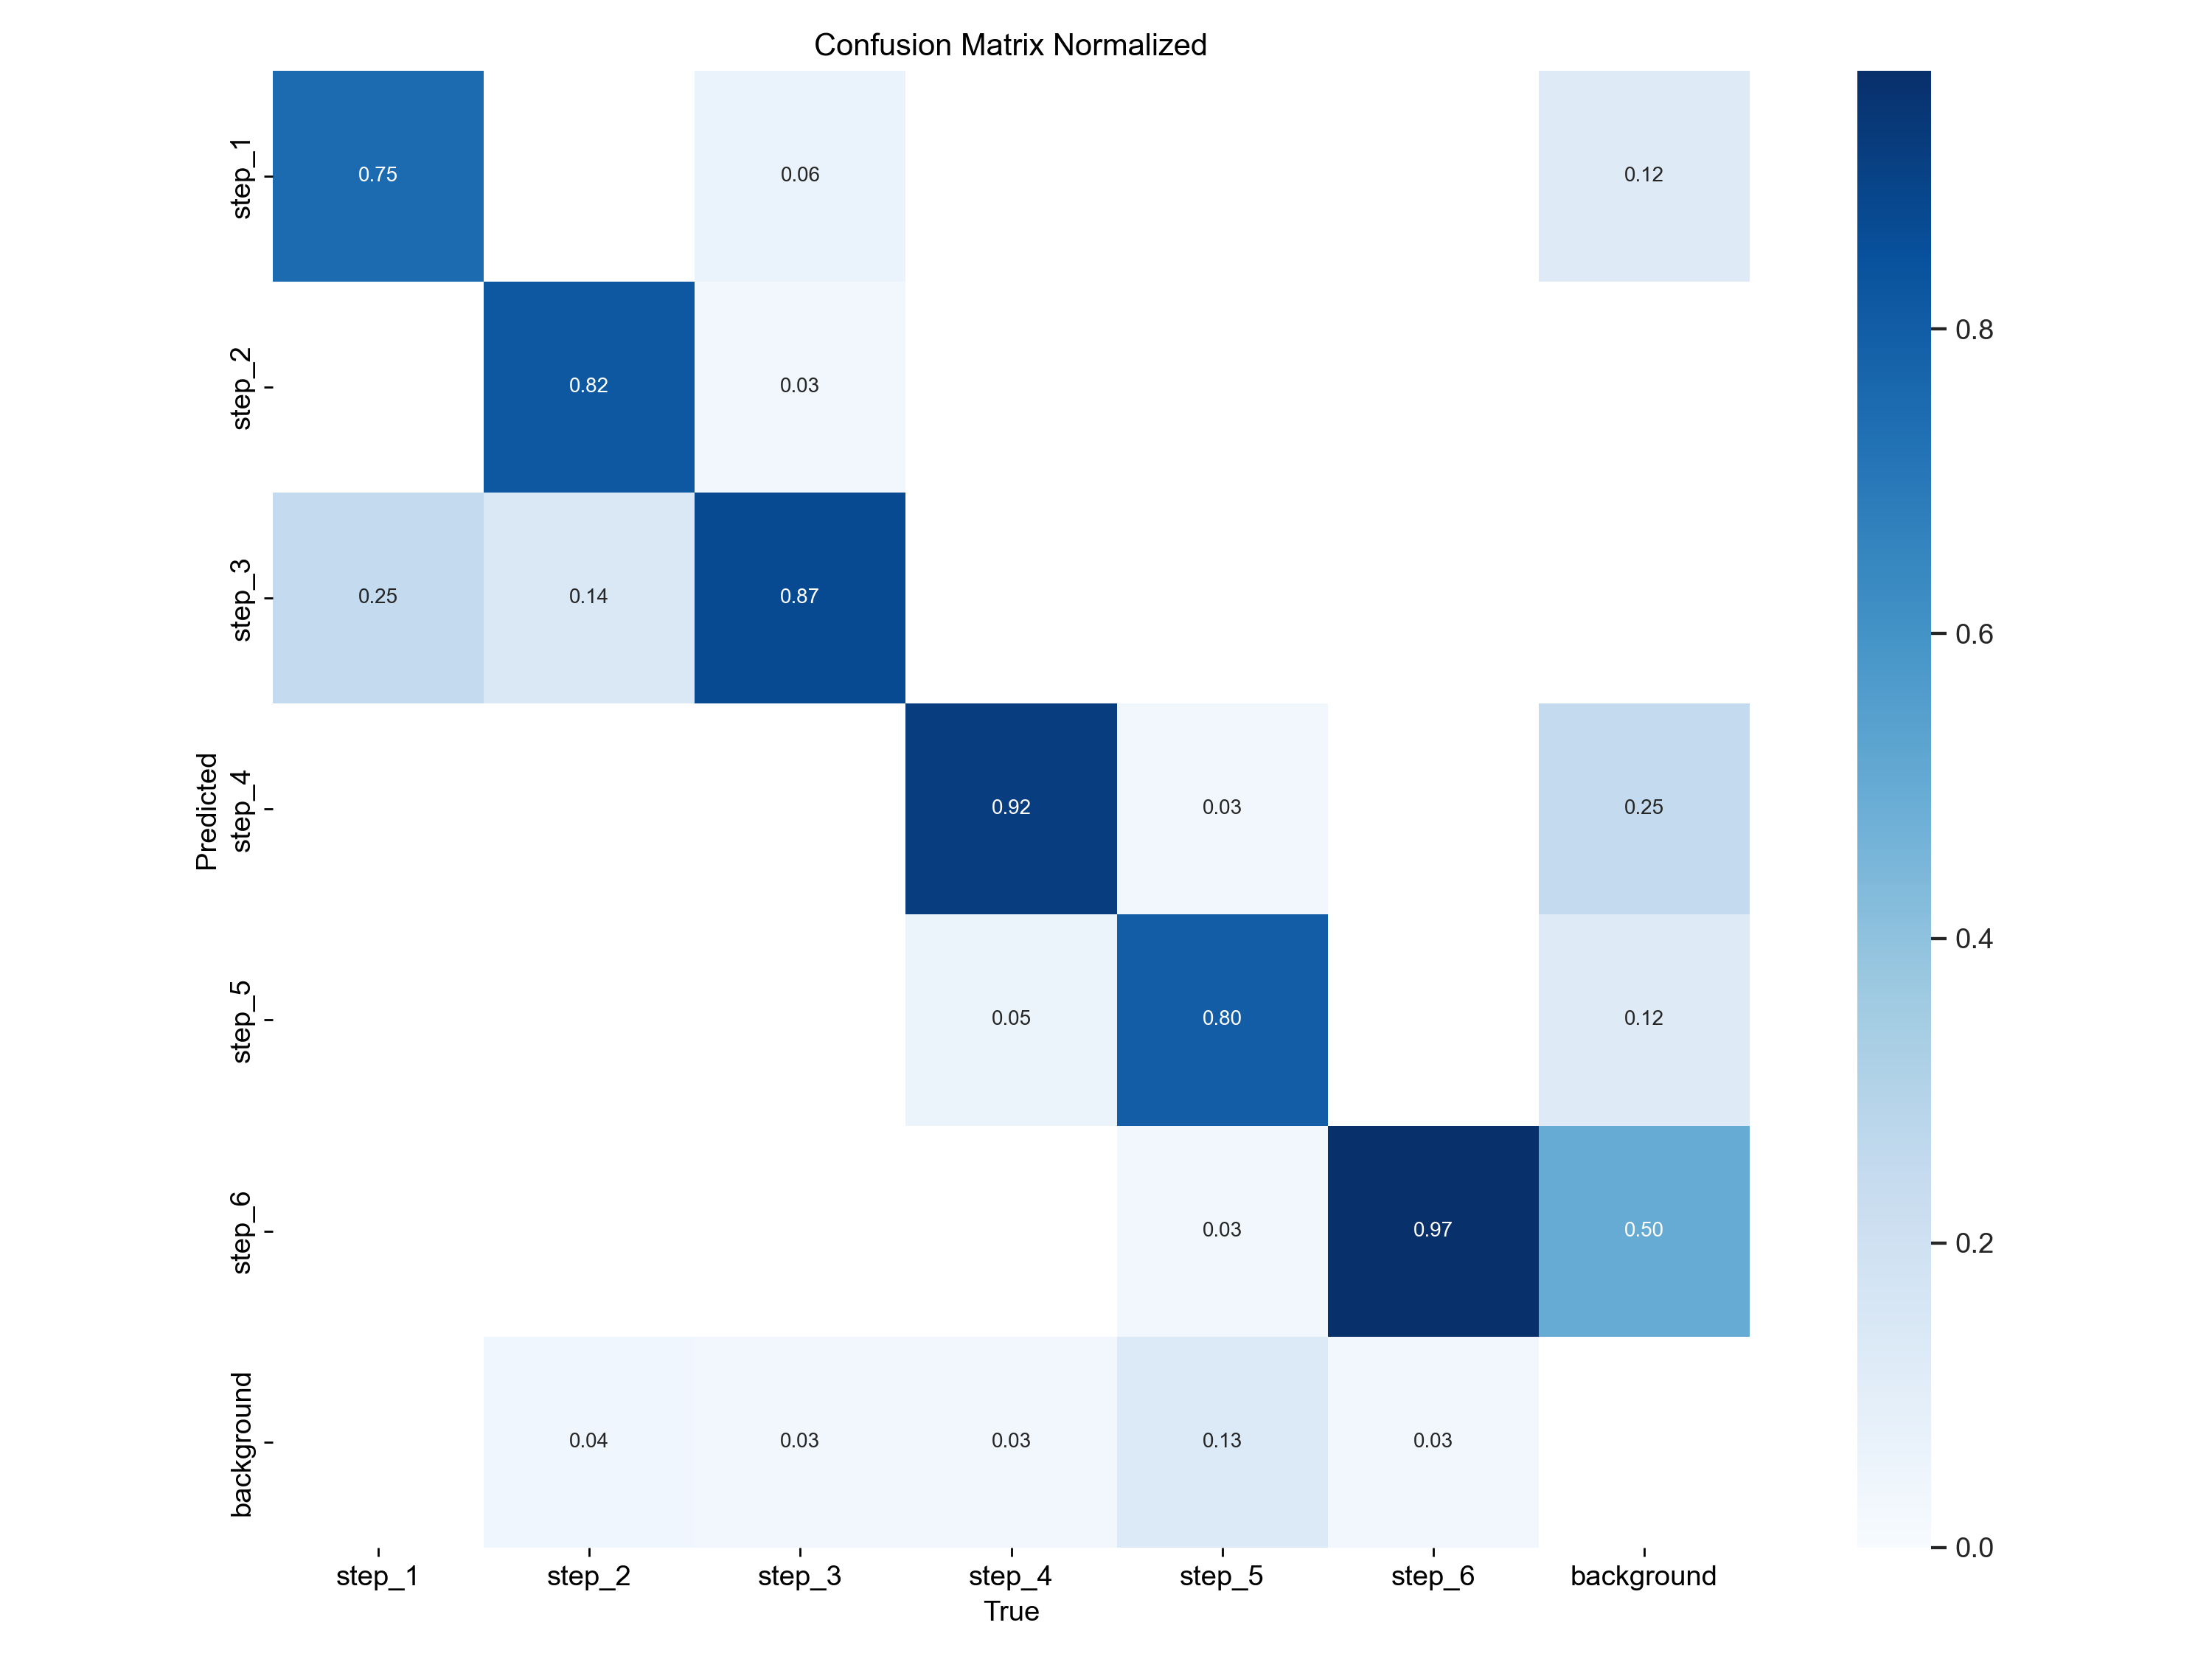 Confusion Matrix Normalized
step_1
0.75
0.06
0.12
step_2
0.82
0.03
0.8
step_3
0.25
0.14
0.87
0.6
Predicted
step_4
0.92
0.03
0.25
0.4
step_5
0.05
0.80
0.12
step_6
0.03
0.97
0.50
0.2
background
0.04
0.03
0.03
0.13
0.03
0.0
step_1
step_2
step_3
step_4
step_5
step_6
background
True